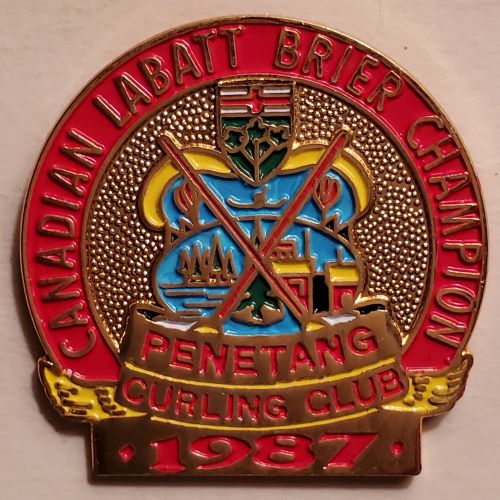 CANADIAN LABATT BRIER CHAMPION
PENETANG
CURLING CLUB
1987